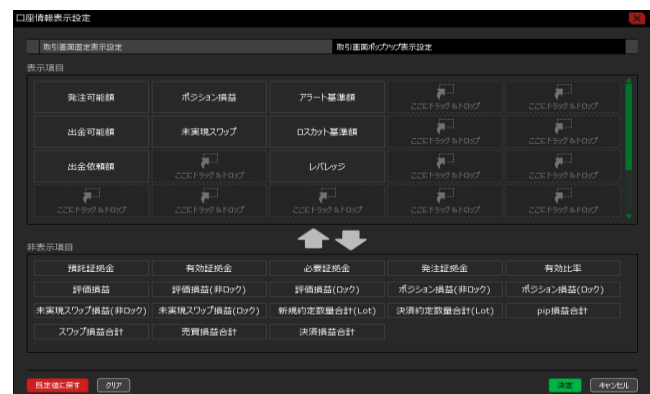 口座情報表示設定
取引画面固定表示設定 取引画面ポップアップ表示設定
表示項目
発注可能額 ポジション損益 アラート基準額 ここにドラッグ&ドロップ ここにドラッグ&ドロップ
出金可能額 未実現スワップ ロスカット基準額 ここにドラッグ&ドロップ ここにドラッグ&ドロップ
出金依頼額 ここにドラッグ&ドロップ レバレッジ ここにドラッグ&ドロップ ここにドラッグ&ドロップ
ここにドラッグ&ドロップ ここにドラッグ&ドロップ ここにドラッグ&ドロップ ここにドラッグ&ドロップ ここにドラッグ&ドロップ
非表示項目
預託証拠金 有効証拠金 必要証拠金 発注証拠金 有効比率
評価損益 評価損益(非ロック) 評価損益(ロック) ポジション損益(非ロック) ポジション損益(ロック)
未実現スワップ損益(非ロック) 未実現スワップ損益(ロック) 新規約定数量合計(Lot) 決済約定数量合計(Lot) pip損益合計
スワップ損益合計 売買損益合計 決済損益合計
既定値に戻す クリア 決定 キャンセル